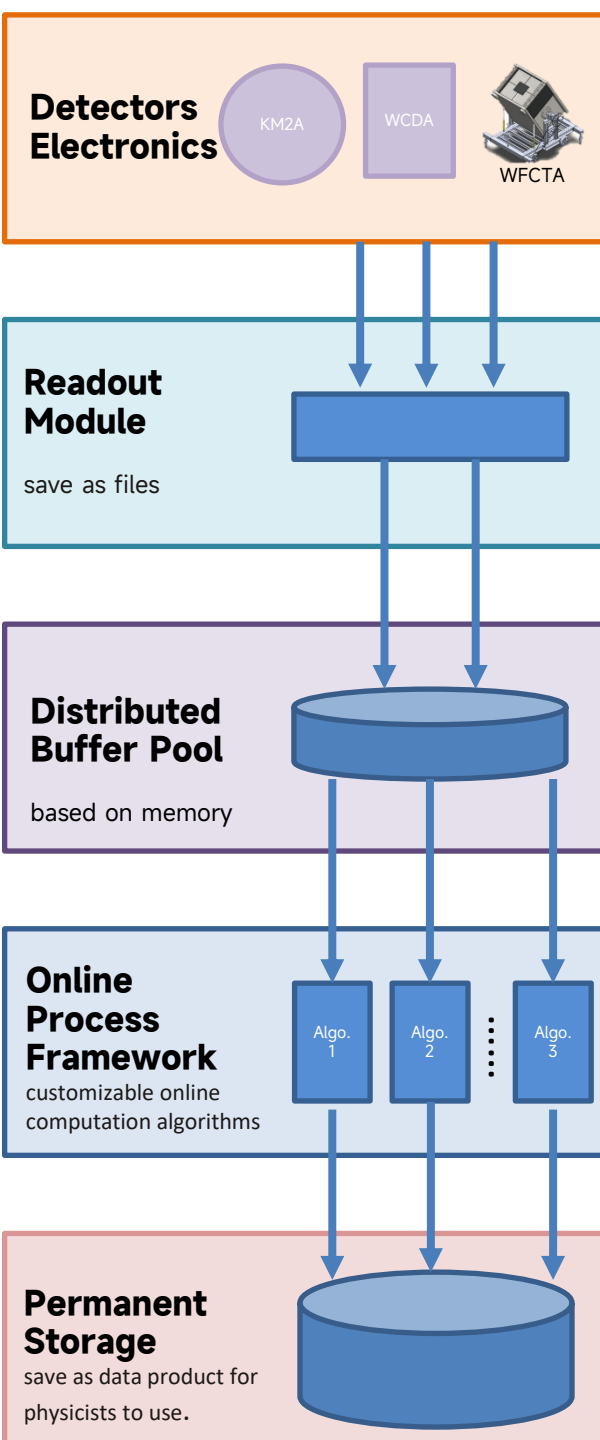 Detectors
Electronics
KM2A
WCDA
WFCTA
Readout
Module
save as files
Distributed
Buffer Pool
based on memory
Online
Process
Framework
customizable online
computation algorithms
Algo.
1
Algo.
2
Algo.
3
Permanent
Storage
save as data product for
physicists to use.